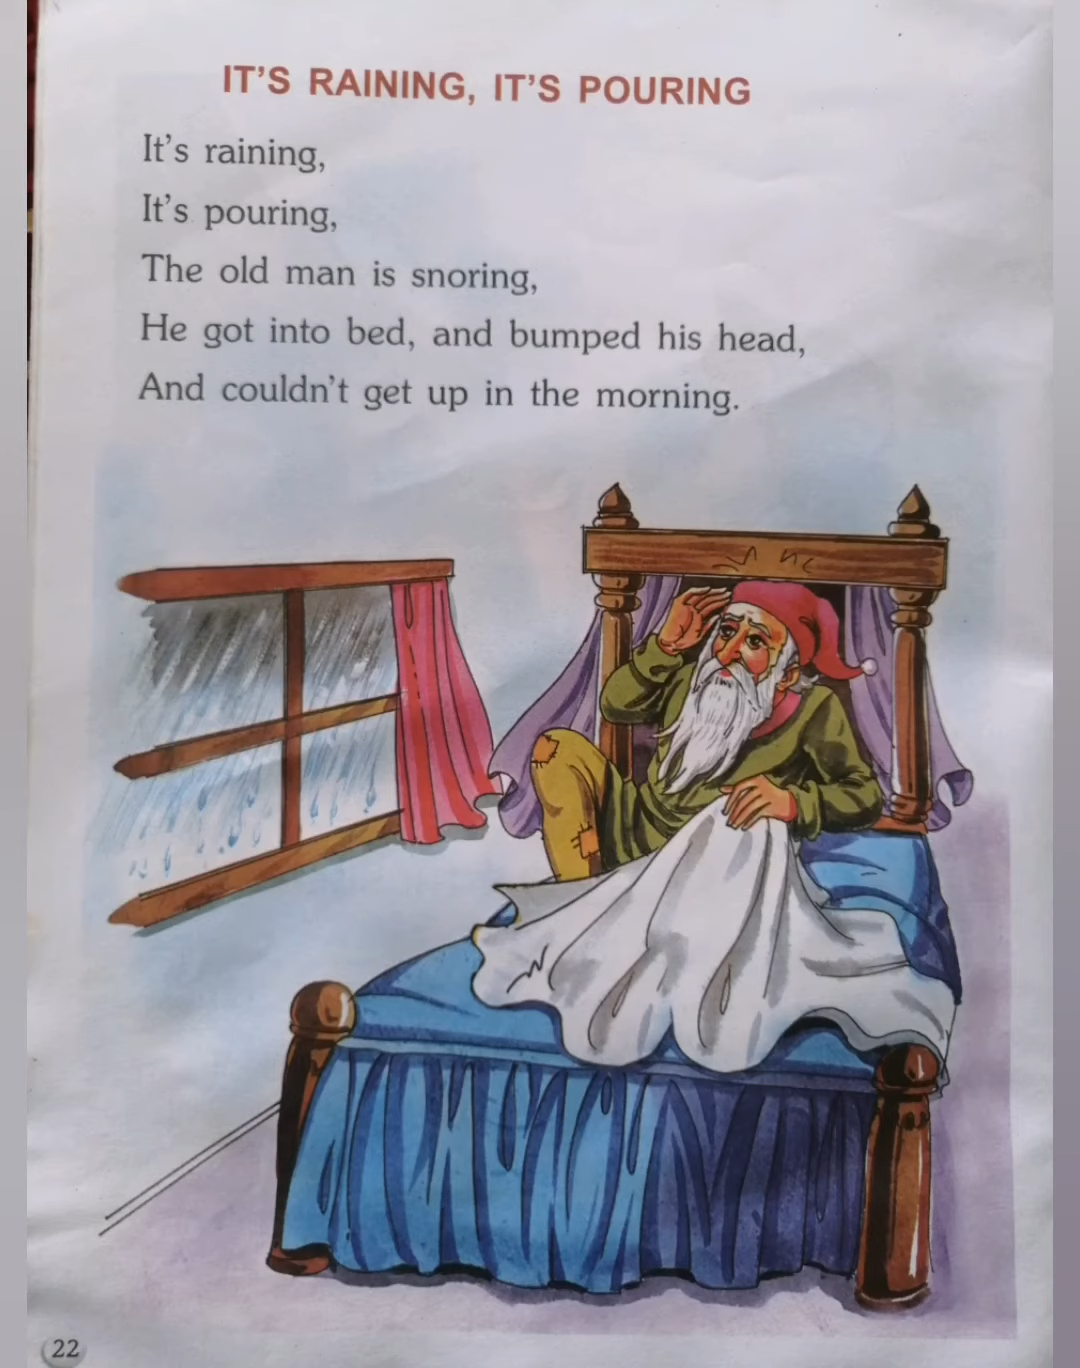 IT'S RAINING, IT'S POURING
It's raining,
It's pouring,
The old man is snoring,
He got into bed, and bumped his head,
And couldn't get up in the morning.
22